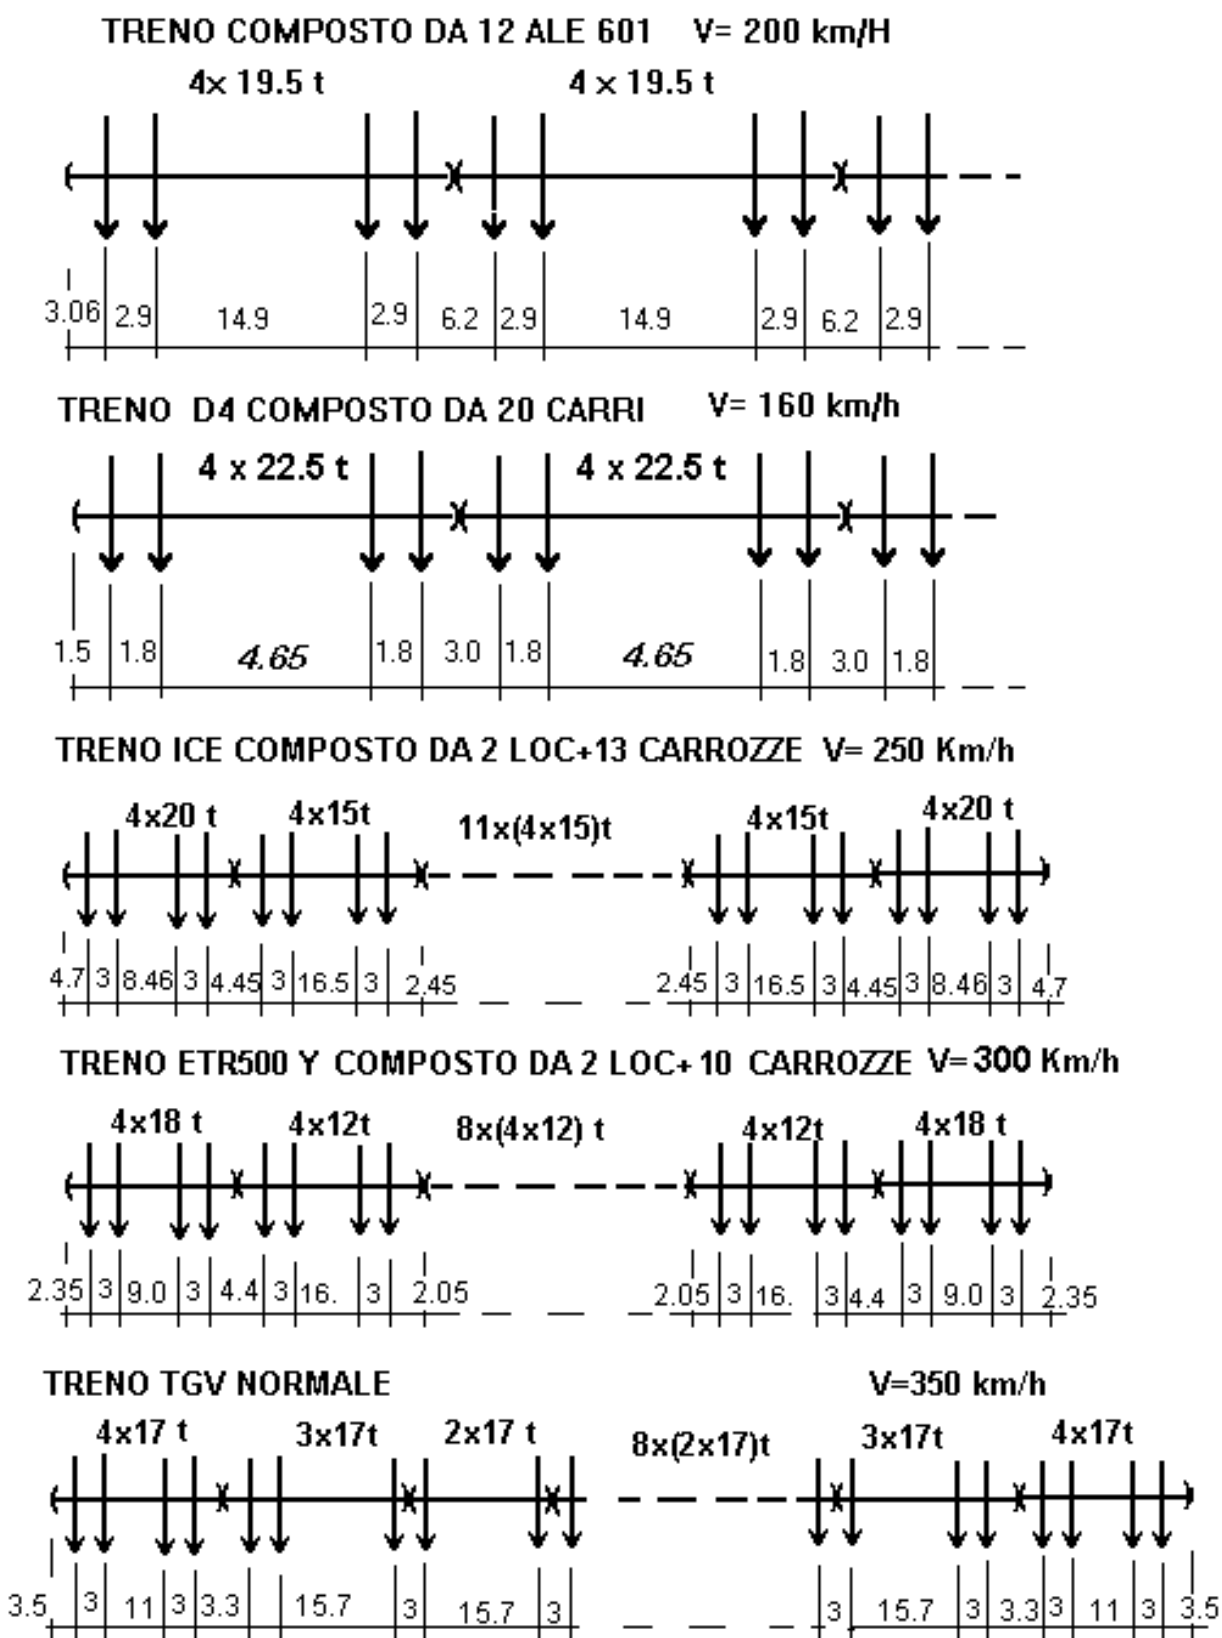 TRENO COMPOSTO DA 12 ALE 601 V= 200 km/H
4x 19.5 t 4 x 19.5 t
3.06 2.9 14.9 2.9 6.2 2.9 14.9 2.9 6.2 2.9
TRENO D4 COMPOSTO DA 20 CARRI V= 160 km/h
4 x 22.5 t 4 x 22.5 t
1.5 1.8 4.65 1.8 3.0 1.8 4.65 1.8 3.0 1.8
TRENO ICE COMPOSTO DA 2 LOC+13 CARROZZE V= 250 Km/h
4x20 t 4x15t 11x(4x15)t 4x15t 4x20 t
4.7 3 8.46 3 4.45 3 16.5 3 2.45 2.45 3 16.5 3 4.45 3 8.46 3 4.7
TRENO ETR500 Y COMPOSTO DA 2 LOC+10 CARROZZE V= 300 Km/h
4x18 t 4x12t 8x(4x12) t 4x12t 4x18 t
2.35 3 9.0 3 4.4 3 16. 3 2.05 2.05 3 16. 3 4.4 3 9.0 3 2.35
TRENO TGV NORMALE V=350 km/h
4x17 t 3x17t 2x17 t 8x(2x17)t 3x17t 4x17t
3.5 3 11 3 3.3 15.7 3 15.7 3 3 15.7 3 3.3 3 11 3 3.5